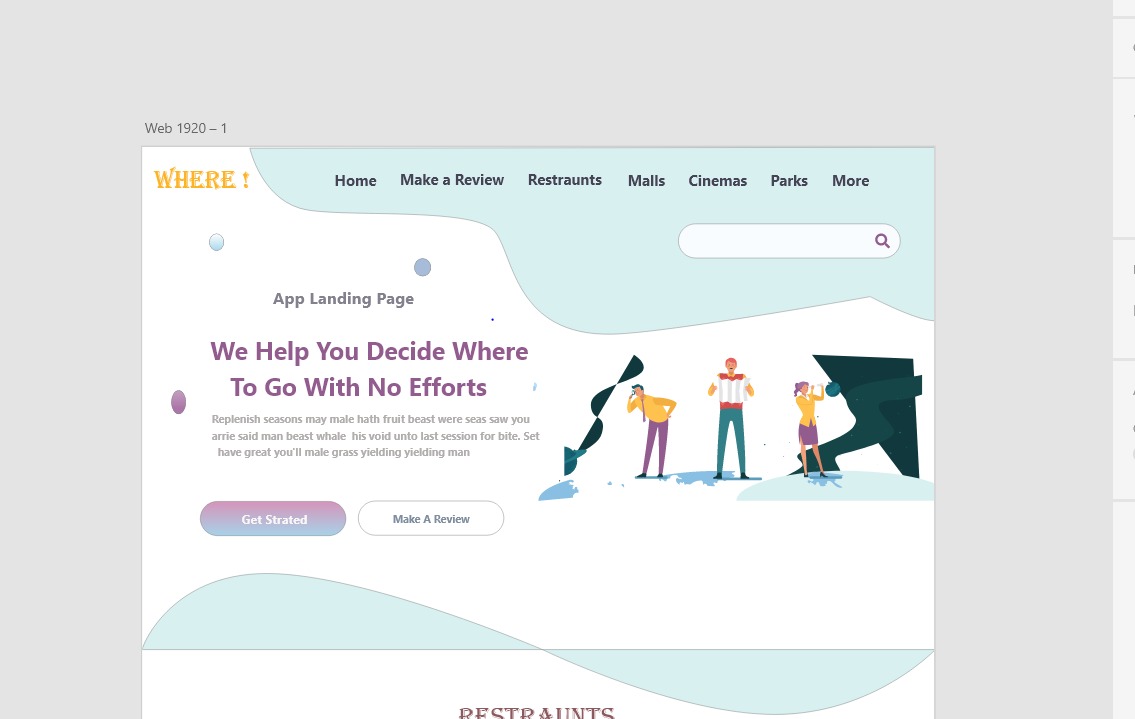 Web 1920 – 1
WHERE !
Home Make a Review Restraunts Malls Cinemas Parks More
App Landing Page
We Help You Decide Where
To Go With No Efforts
Replenish seasons may male hath fruit beast were seas saw you
arrie said man beast whale his void unto last session for bite. Set
have great you'll male grass yielding yielding man
Get Strated Make A Review
RESTRAUNTS